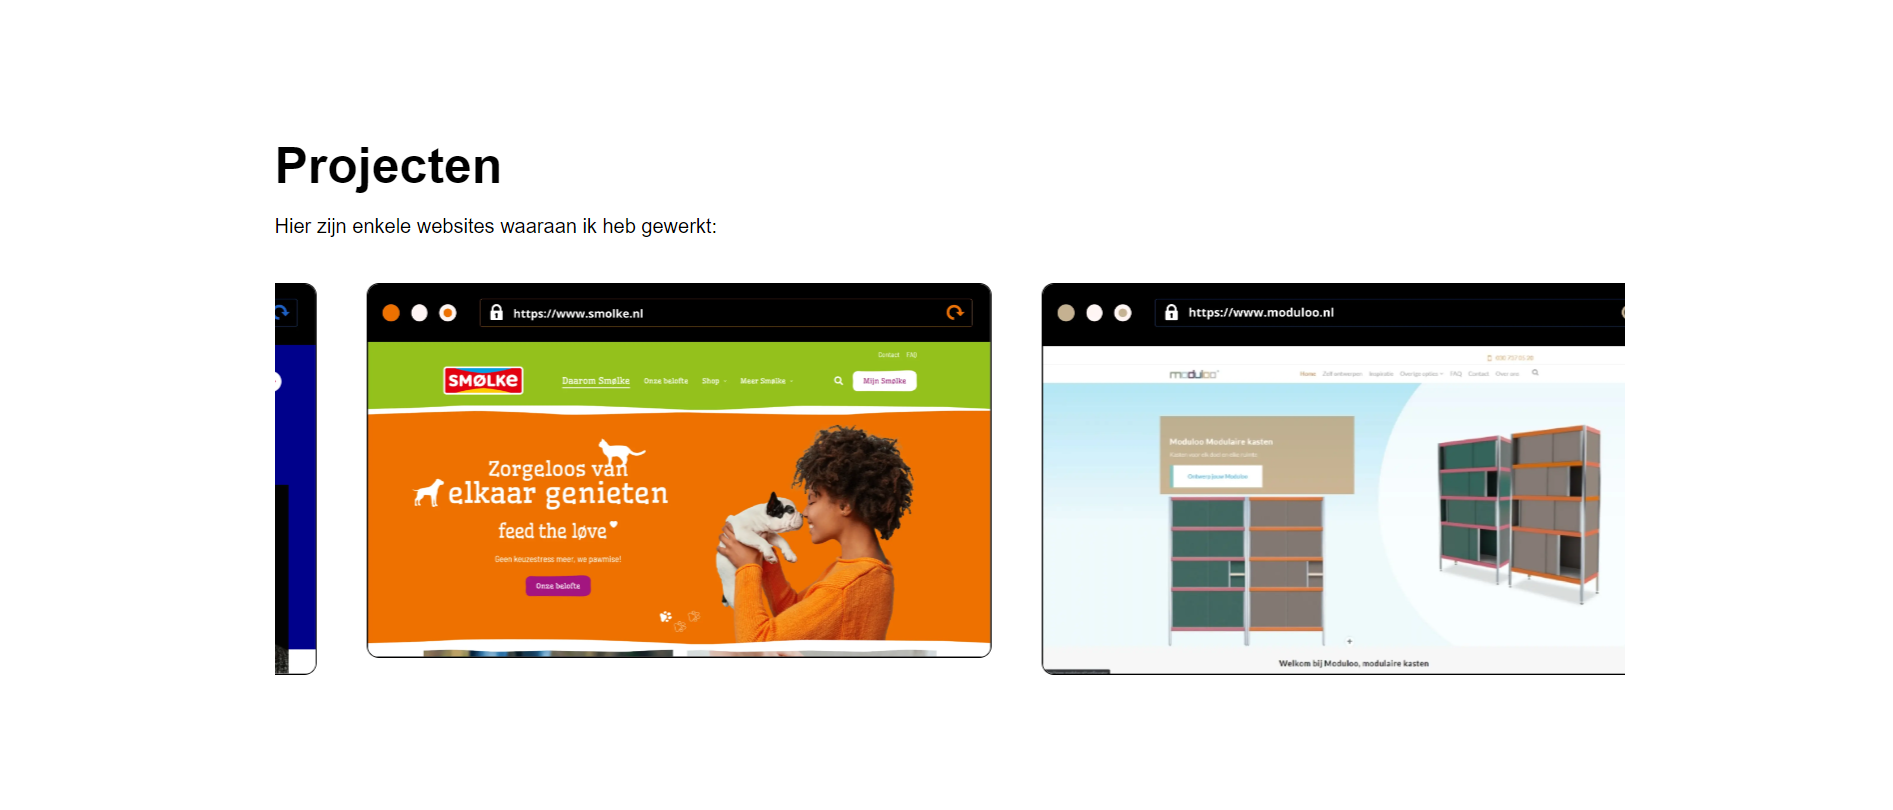 Projecten
Hier zijn enkele websites waaraan ik heb gewerkt:
https://www.smolke.nl
Contact FAQ
SMØLKE
Daarom Smølke Onze belofte Shop Meer Smølke Mijn Smølke
Zorgeloos van
elkaar genieten
feed the løve
Geen keuzestress meer, we pawmise!
Onze belofte
https://www.moduloo.nl
moduloo
Home Zelf ontwerpen Inspiratie Overige opties FAQ Contact Over ons
Moduloo Modulaire kasten
Ontwerp jouw Moduloo
Welkom bij Moduloo, modulaire kasten